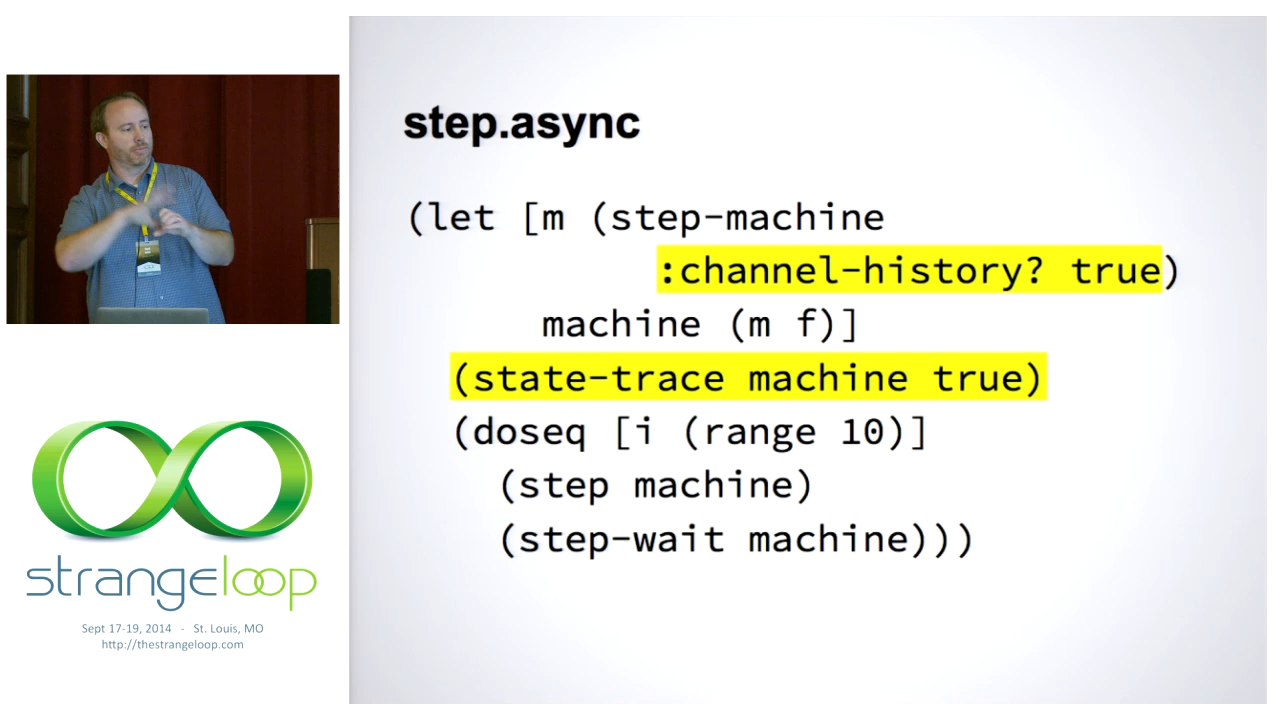 step.async
(let [m (step-machine
:channel-history? true)
machine (m f)]
(state-trace machine true)
(doseq [i (range 10)]
(step machine)
(step-wait machine)))
strangeloop
Sept 17-19, 2014 - St. Louis, MO
http://thestrangeloop.com